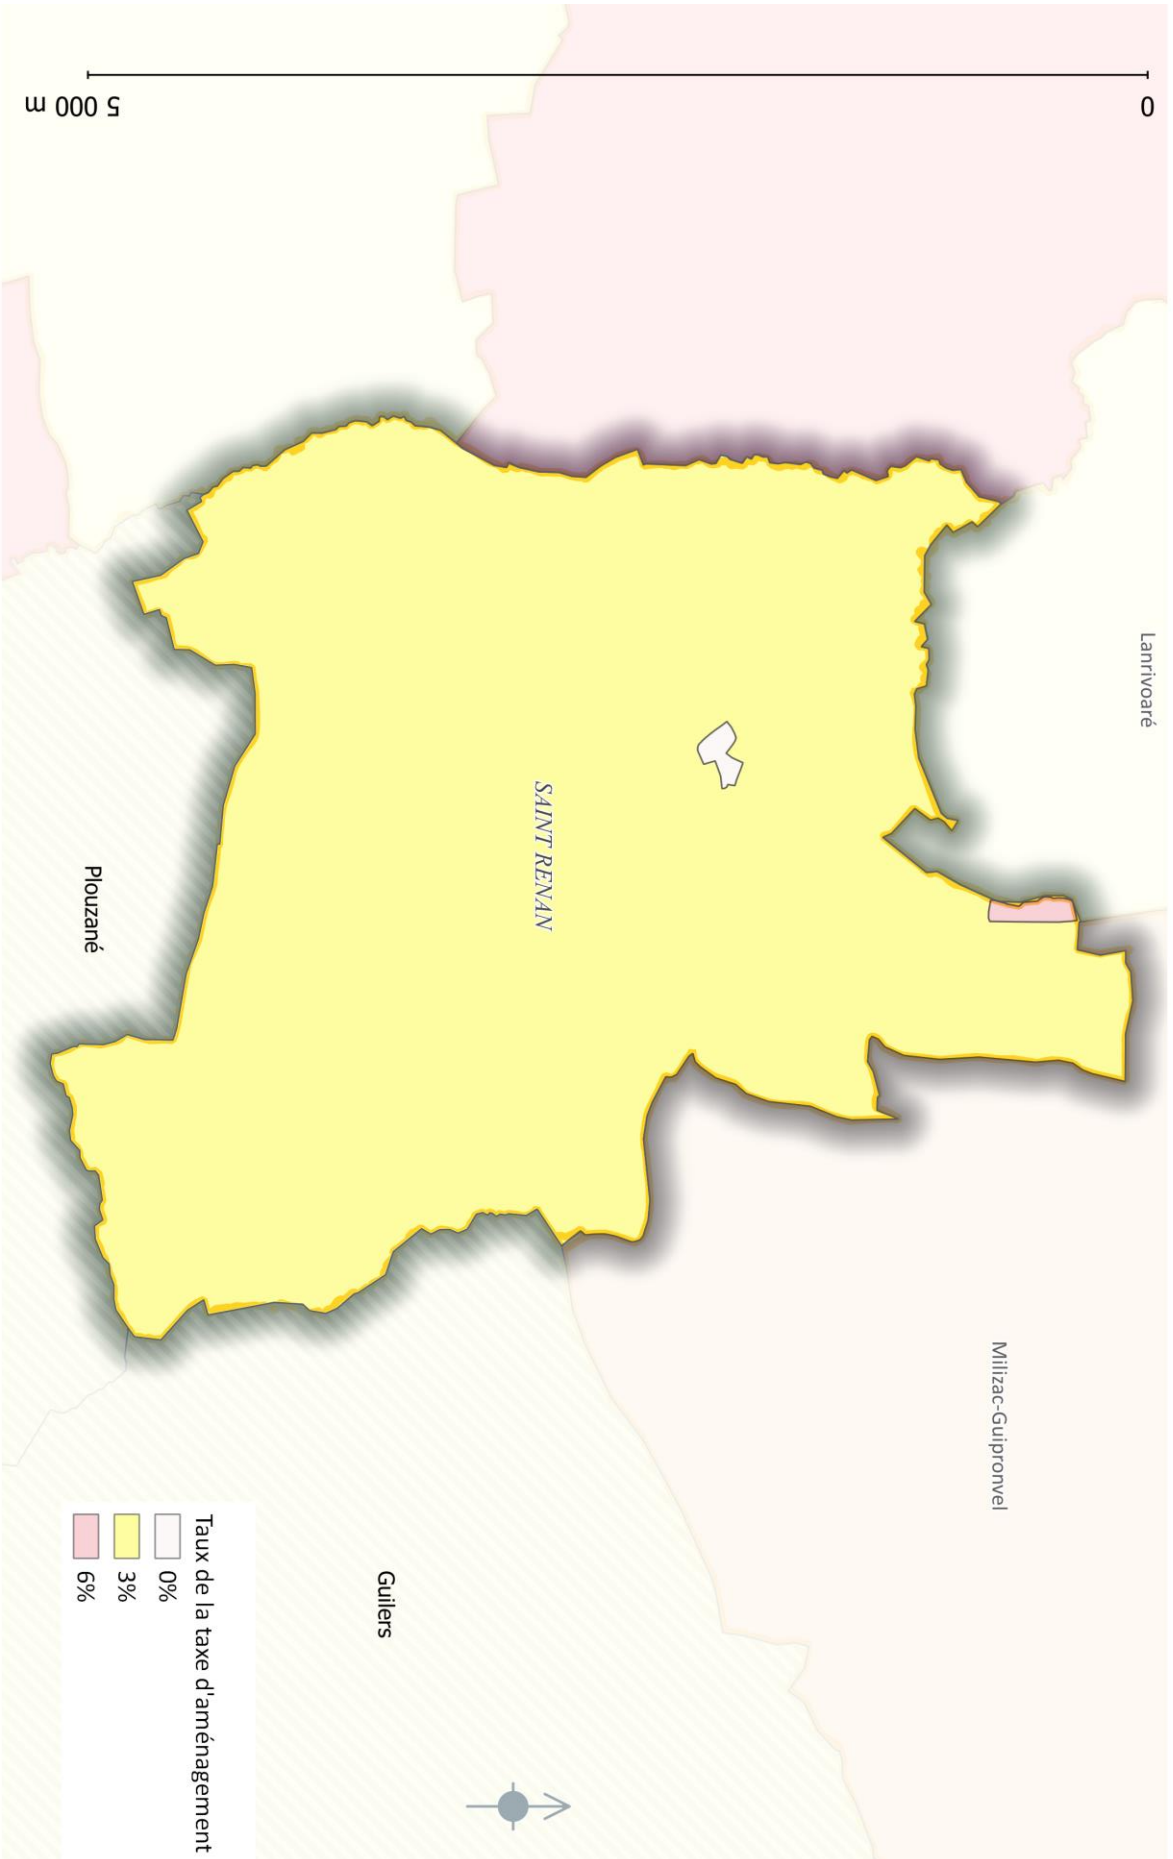 0
5 000 m
Lanrivoaré
Milizac-Guipronvel
SAINT RENAN
Guilers
Plouzané
Taux de la taxe d'aménagement
0%
3%
6%